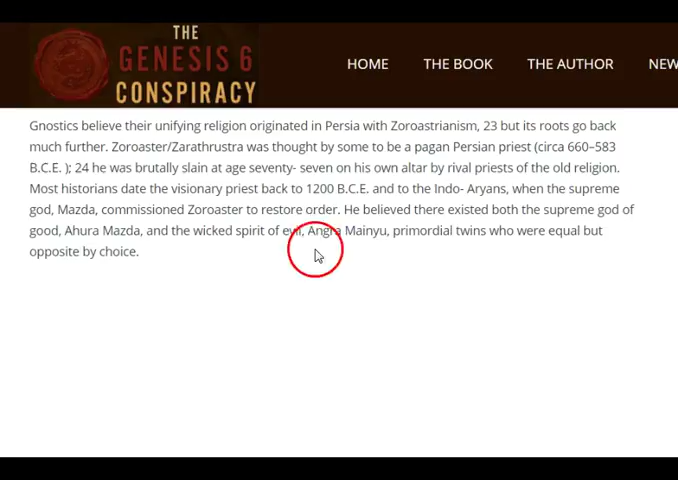 THE
GENESIS 6
CONSPIRACY
HOME THE BOOK THE AUTHOR NEW
Gnostics believe their unifying religion originated in Persia with Zoroastrianism, 23 but its roots go back
much further. Zoroaster/Zarathrustra was thought by some to be a pagan Persian priest (circa 660–583
B.C.E. ); 24 he was brutally slain at age seventy- seven on his own altar by rival priests of the old religion.
Most historians date the visionary priest back to 1200 B.C.E. and to the Indo- Aryans, when the supreme
god, Mazda, commissioned Zoroaster to restore order. He believed there existed both the supreme god of
good, Ahura Mazda, and the wicked spirit of evil, Angra Mainyu, primordial twins who were equal but
opposite by choice.